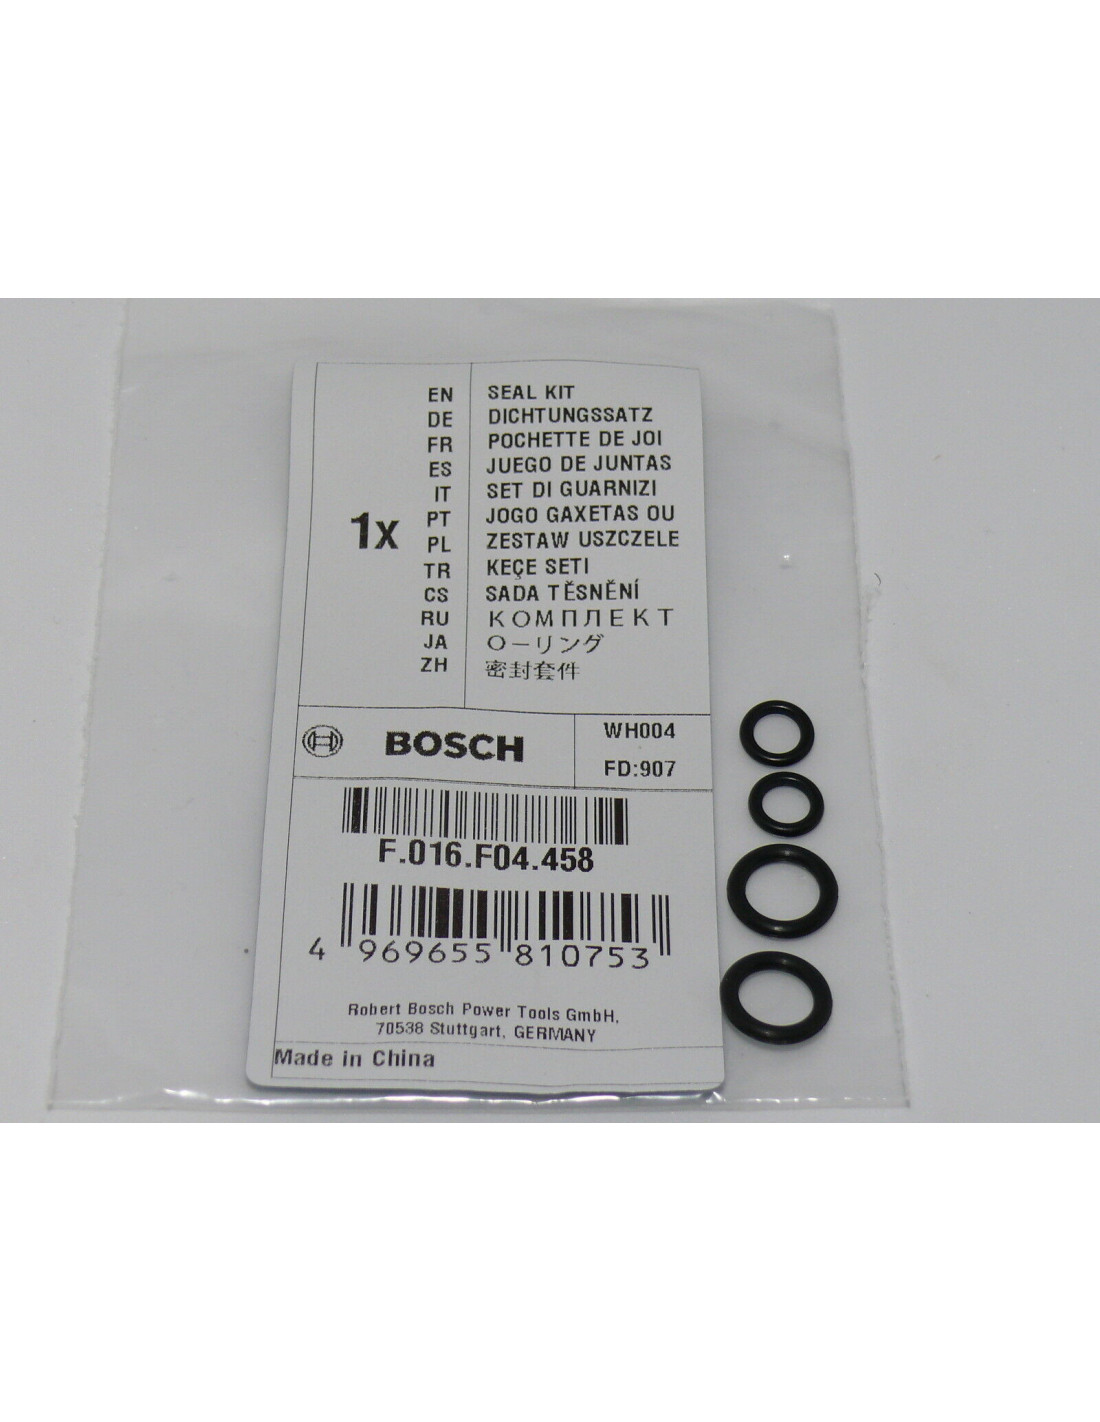 1x
EN SEAL KIT
DE DICHTUNGSSATZ
FR POCHETTE DE JOI
ES JUEGO DE JUNTAS
IT SET DI GUARNIZI
PT JOGO GAXETAS OU
PL ZESTAW USZCZELE
TR KEÇE SETI
CS SADA TĚSNĚNÍ
RU КОМПЛЕКТ
JA Oーリング
ZH 密封套件
BOSCH
WH004
FD:907
F.016.F04.458
4 969655 810753
Robert Bosch Power Tools GmbH,
70538 Stuttgart, GERMANY
Made in China